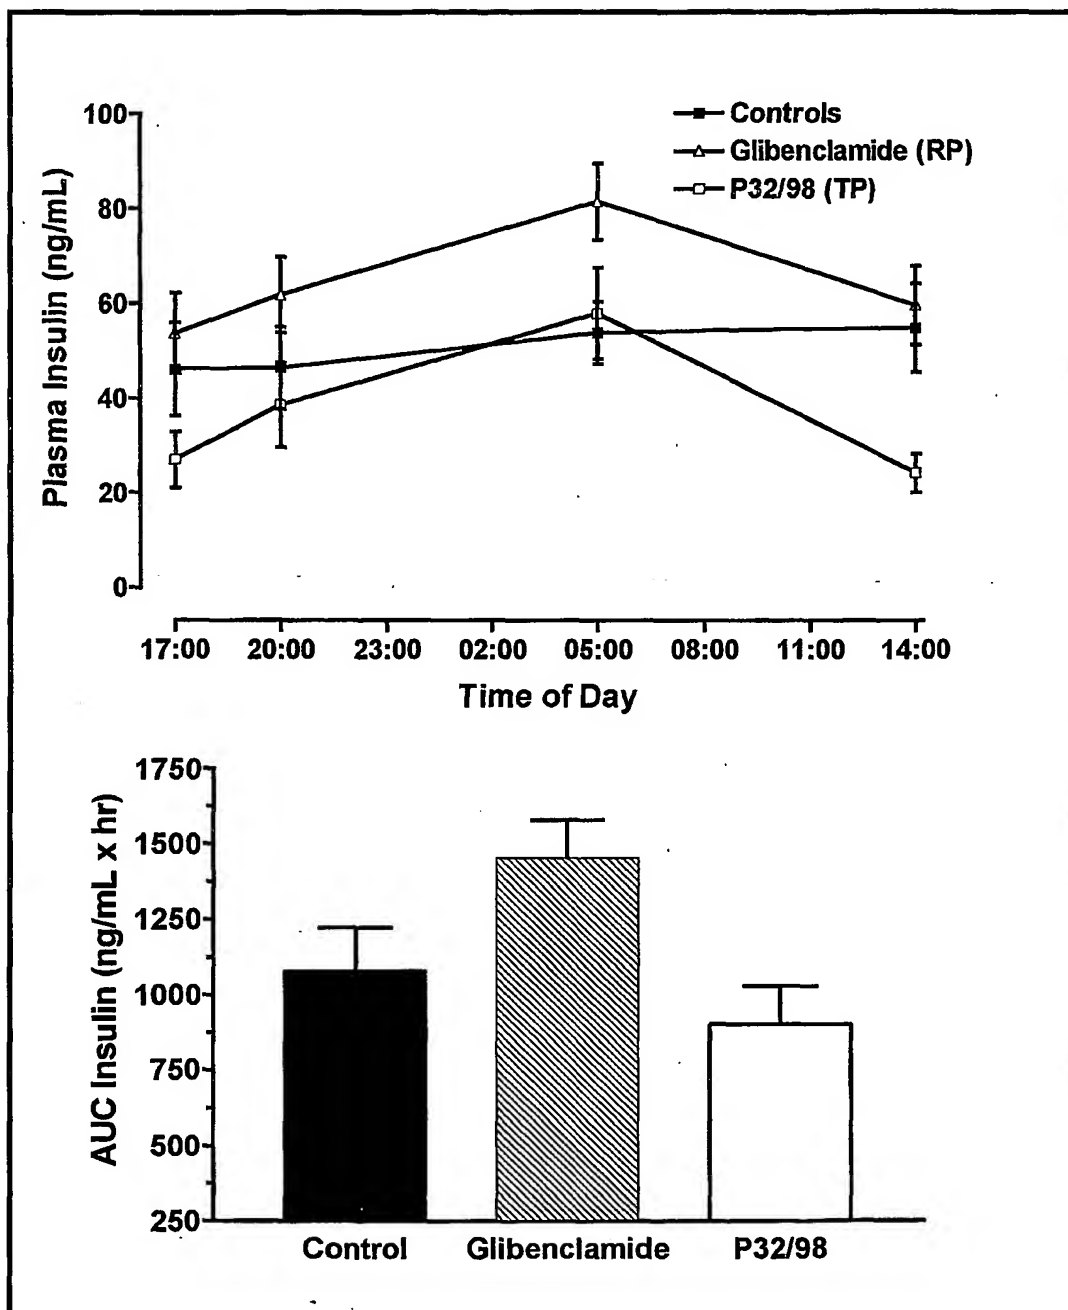 100
80
60
40
20
0
Plasma Insulin (ng/mL)
Controls
Glibenclamide (RP)
P32/98 (TP)
17:00 20:00 23:00 02:00 05:00 08:00 11:00 14:00
Time of Day
1750
1500
1250
1000
750
500
250
AUC Insulin (ng/mL x hr)
Control Glibenclamide P32/98